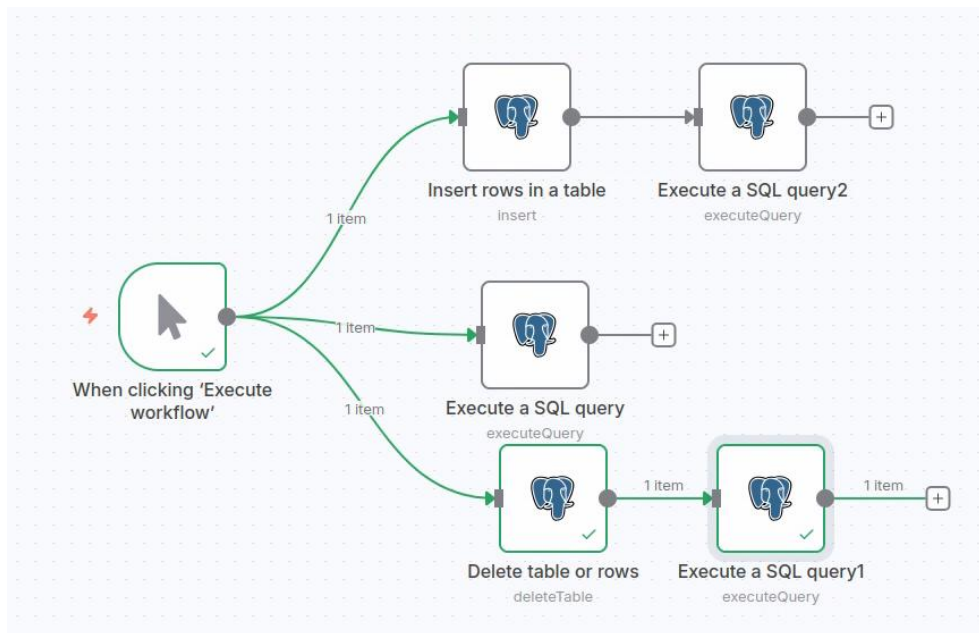 Insert rows in a table
insert
Execute a SQL query2
executeQuery
1 item
When clicking ‘Execute
workflow’
1 item
Execute a SQL query
executeQuery
1 item
1 item
1 item
Delete table or rows
deleteTable
Execute a SQL query1
executeQuery